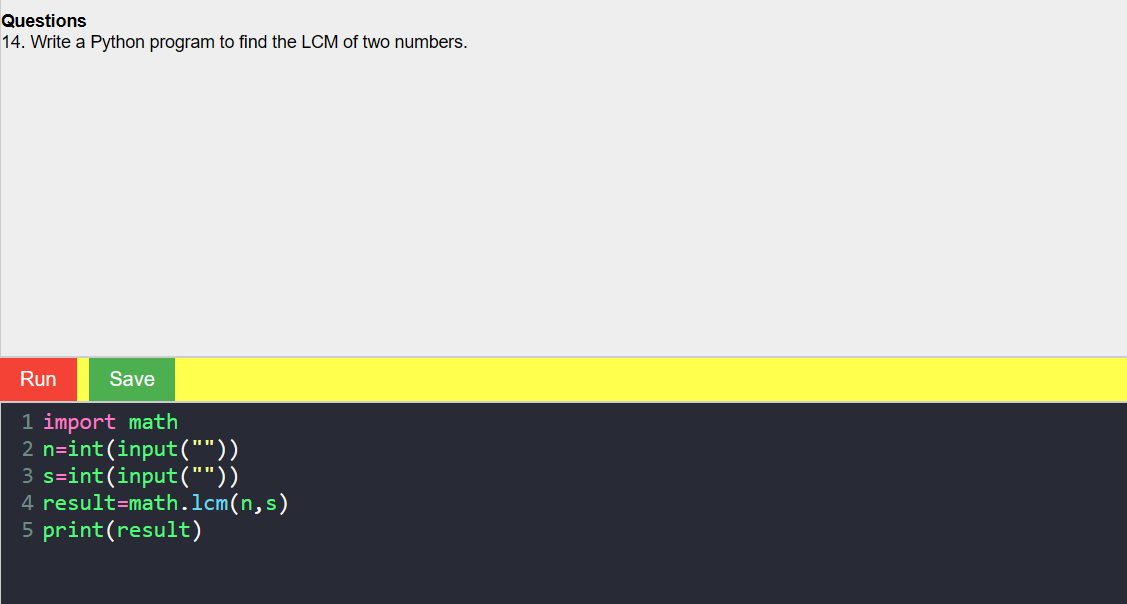 Questions
14. Write a Python program to find the LCM of two numbers.
Run Save
1 import math
2 n=int(input(""))
3 s=int(input(""))
4 result=math.lcm(n,s)
5 print(result)